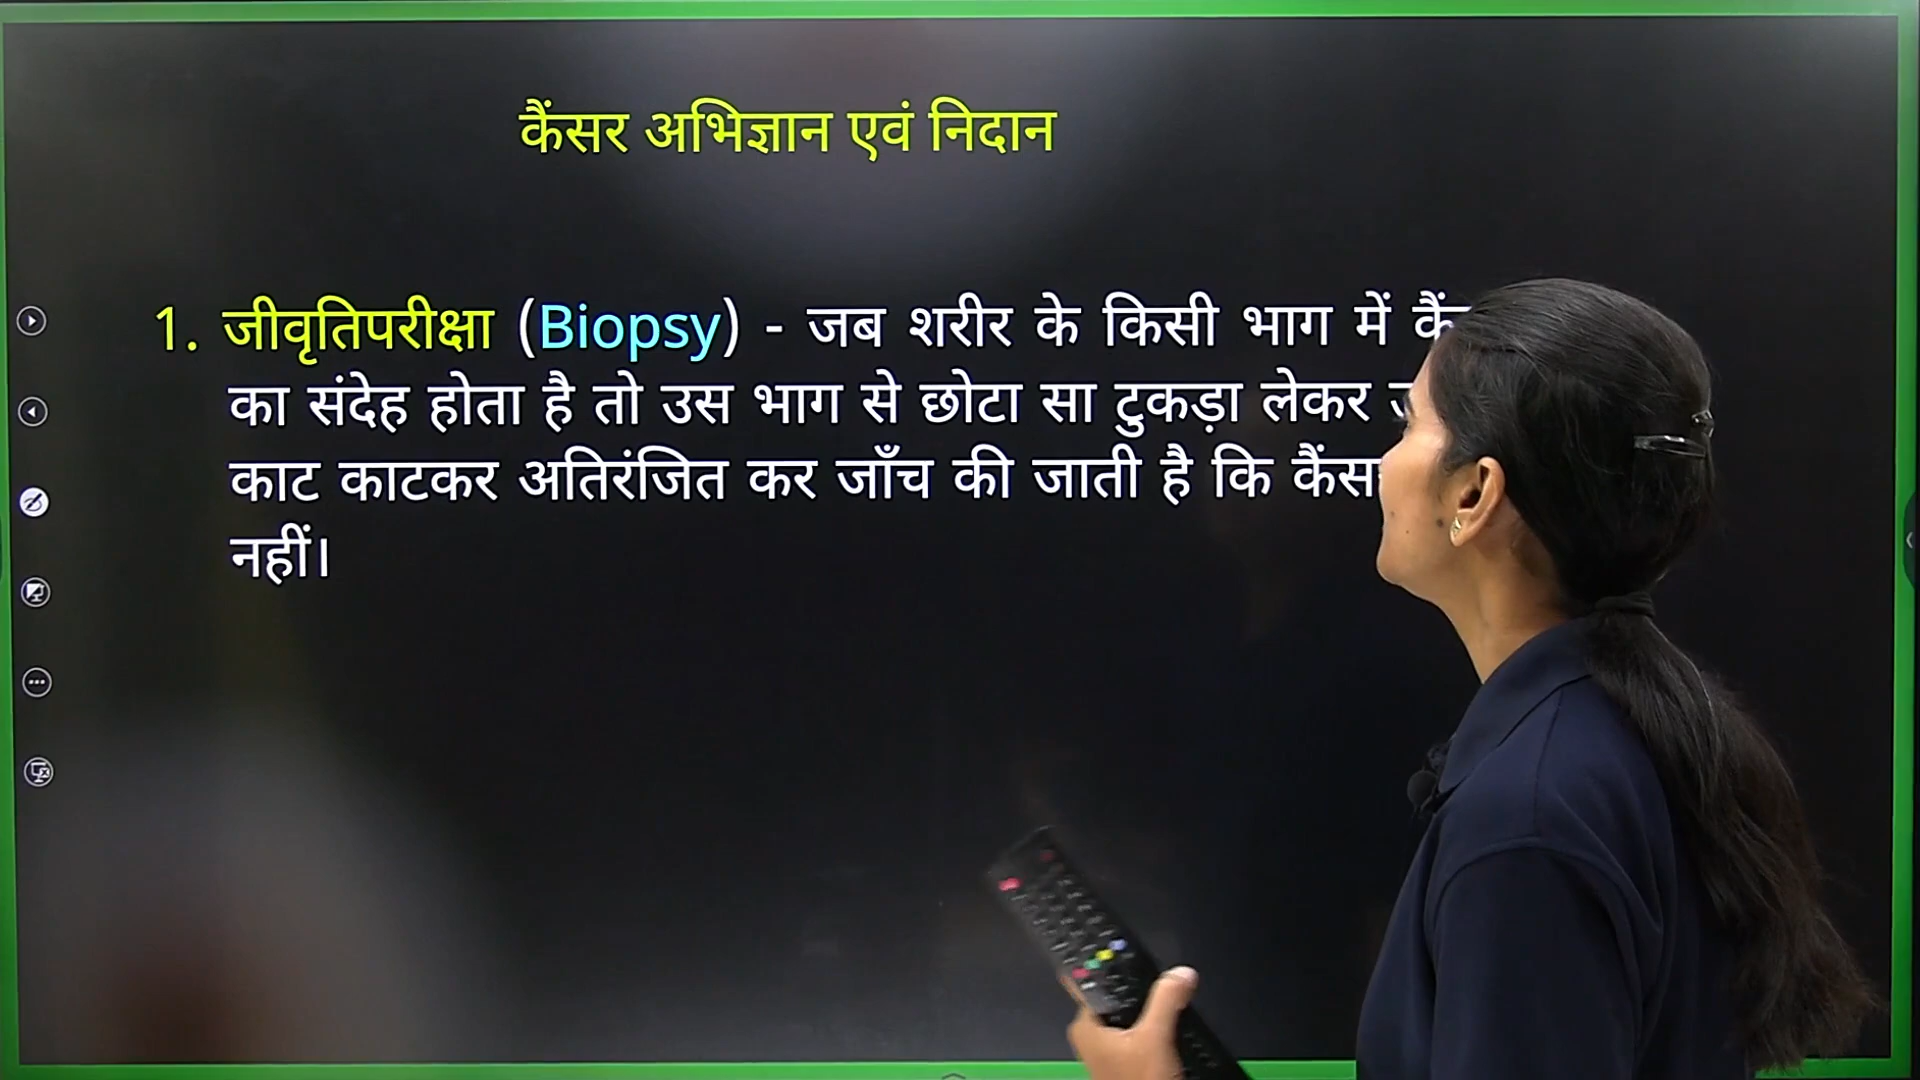 कैंसर अभिज्ञान एवं निदान
1. जीवृतिपरीक्षा (Biopsy) - जब शरीर के किसी भाग में
का संदेह होता है तो उस भाग से छोटा सा टुकड़ा लेकर
काट काटकर अतिरंजित कर जाँच की जाती है कि
नहीं।